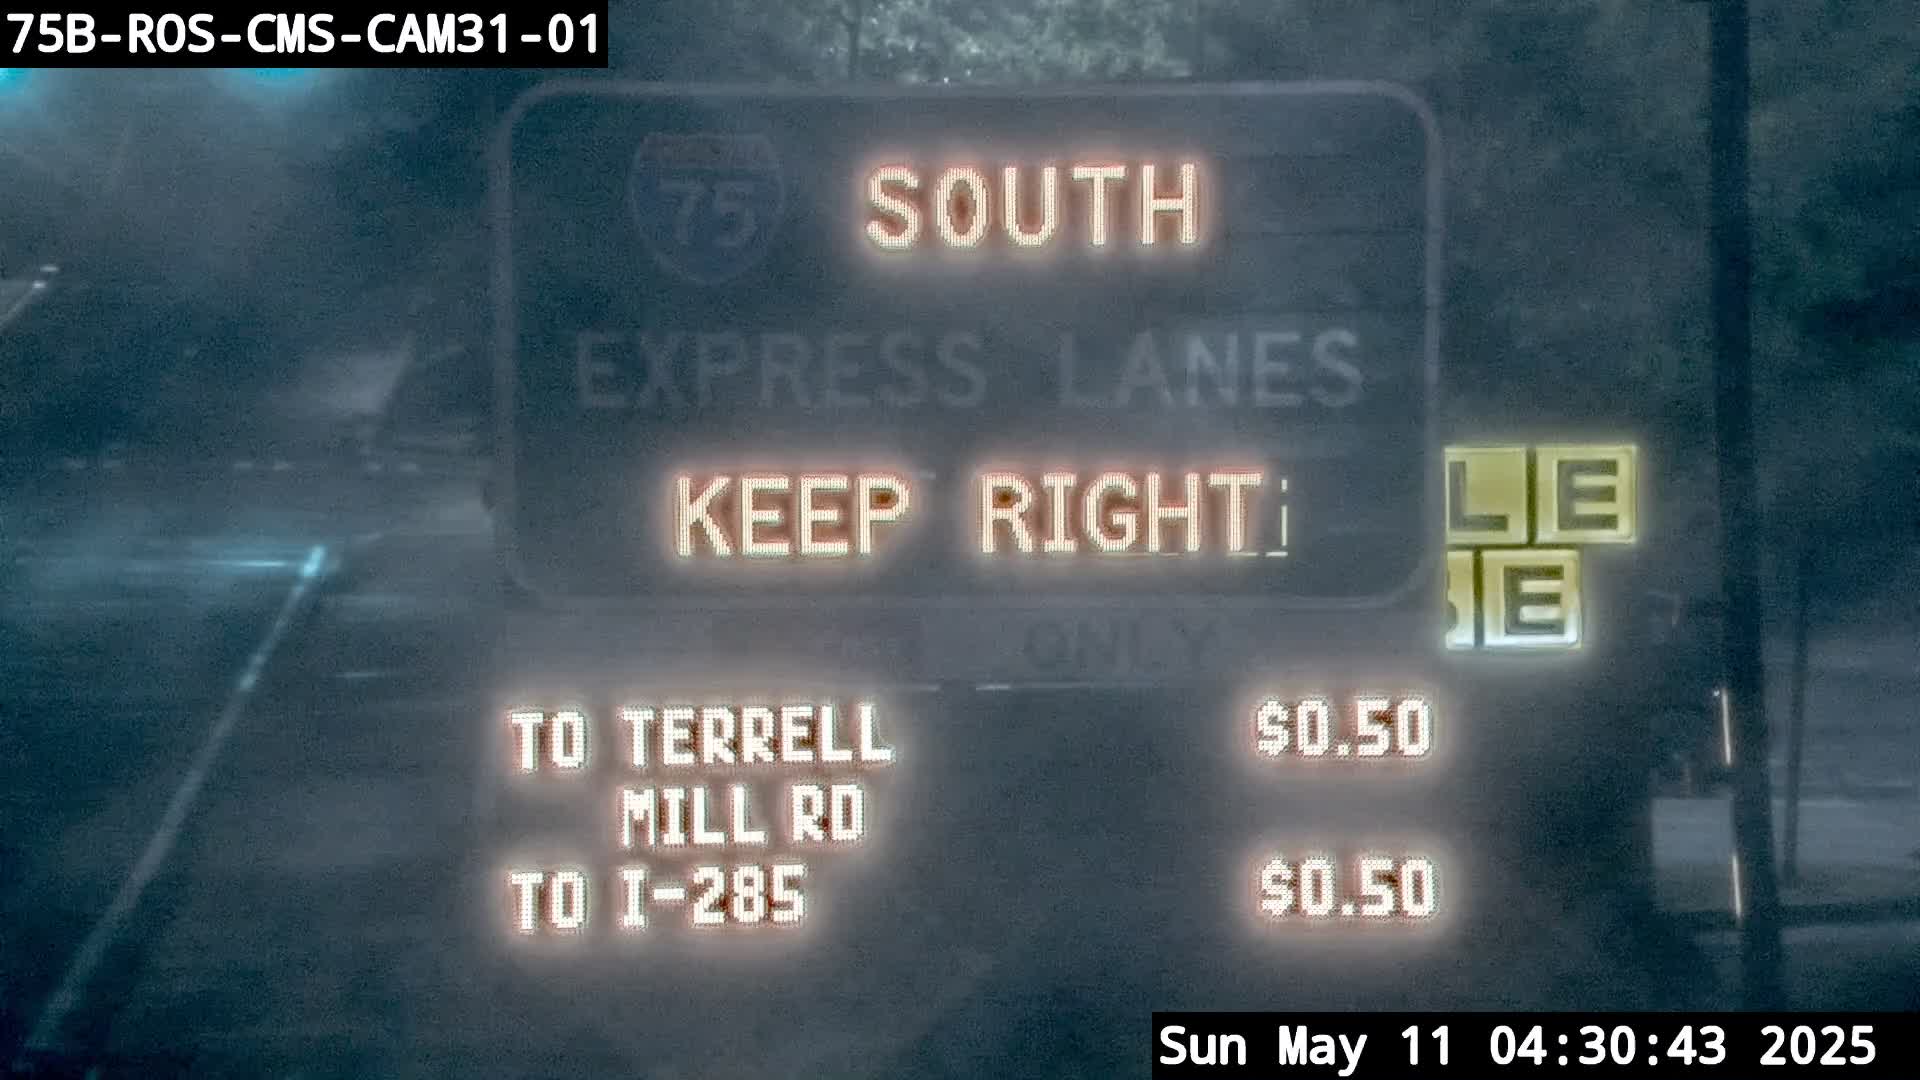 75B-ROS-CMS-CAM31-01
75 SOUTH
EXPRESS LANES
KEEP RIGHT
ONLY
LE
E
TO TERRELL $0.50
MILL RD
TO I-285 $0.50
Sun May 11 04:30:43 2025